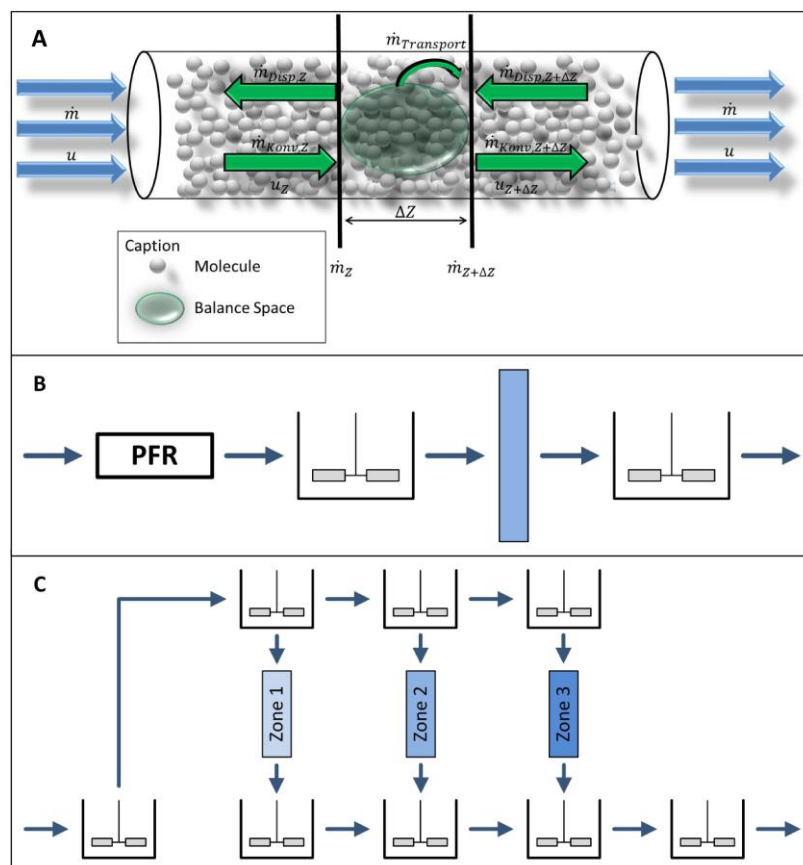 A
ṁ_Transport
ṁ_Disp,Z
ṁ_Disp,Z+ΔZ
ṁ
ṁ
ṁ_Konv,Z
ṁ_Konv,Z+ΔZ
u
u_Z
u_Z+ΔZ
u
ΔZ
Caption
Molecule
Balance Space
ṁ_Z
ṁ_Z+ΔZ
B
PFR
C
Zone 1
Zone 2
Zone 3